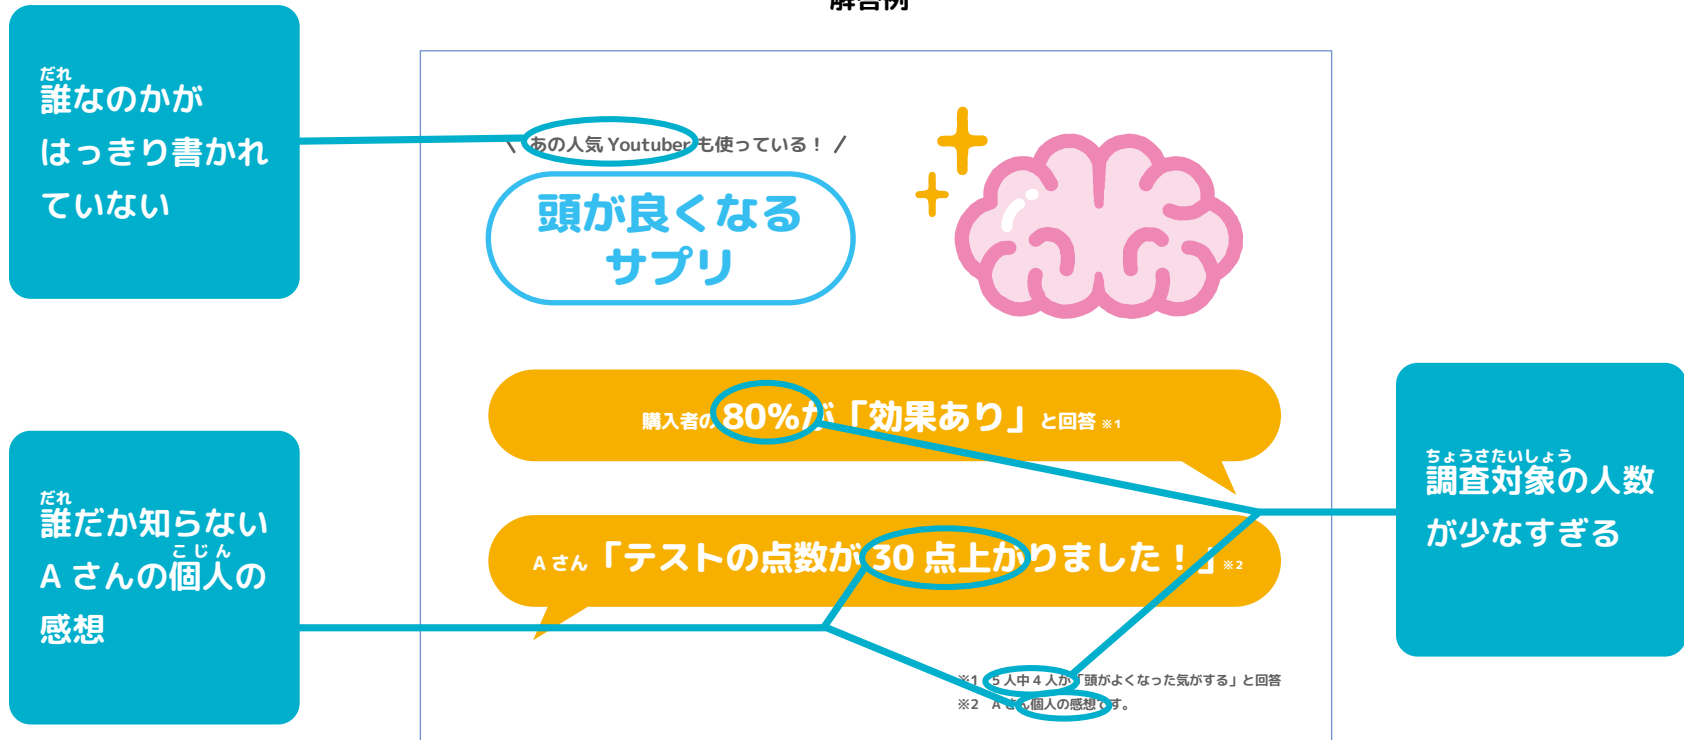 解答例
だれ
誰なのかが
はっきり書かれ
ていない
\ あの人気 Youtuber も使っている！ /
頭が良くなる
サプリ
購入者の 80%が「効果あり」と回答 ※1
だれ
誰だか知らない
こじん
A さんの個人の
感想
A さん「テストの点数が 30 点上がりました！」※2
ちょうさたいしょう
調査対象の人数
が少なすぎる
※1 5 人中 4 人が「頭がよくなった気がする」と回答
※2 A さん個人の感想です。